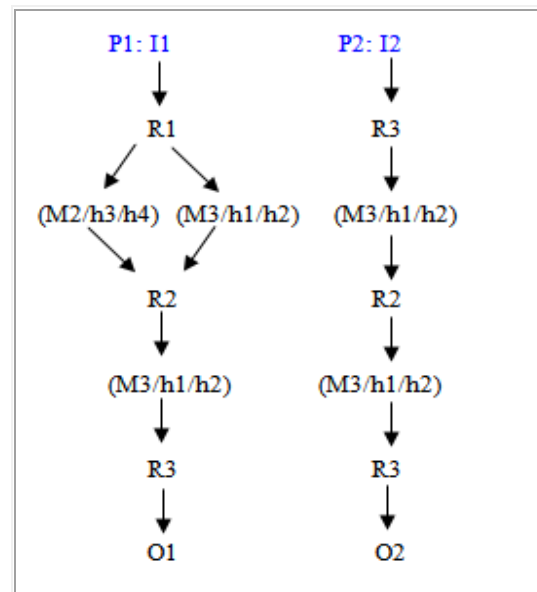 P1: I1 P2: I2
R1 R3
(M2/h3/h4) (M3/h1/h2) (M3/h1/h2)
R2 R2
(M3/h1/h2) (M3/h1/h2)
R3 R3
O1 O2